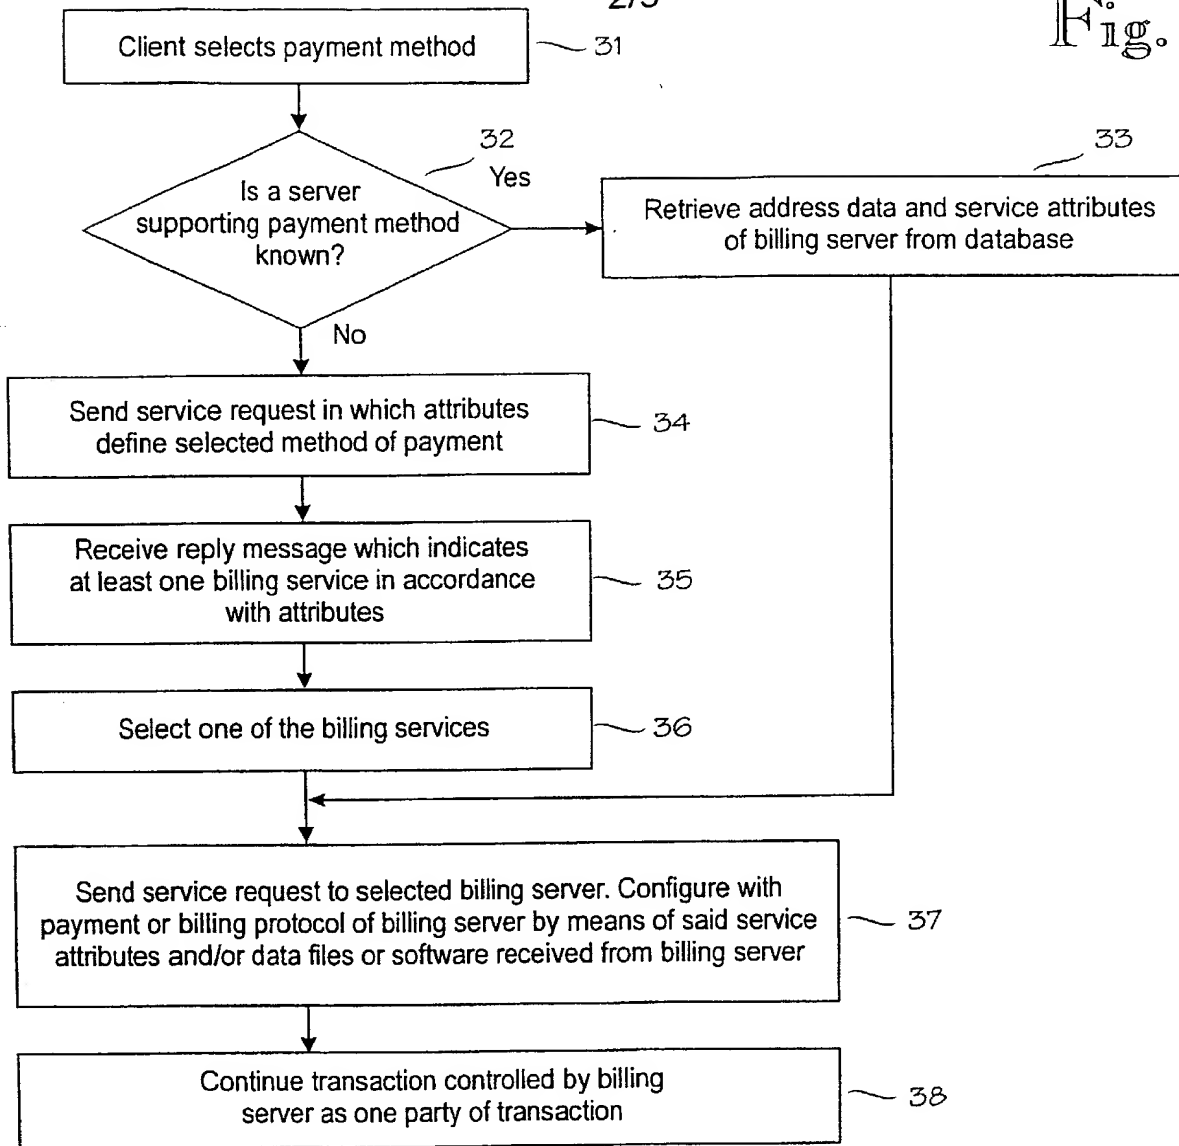 Fig.
Client selects payment method
31
32
Yes
33
Is a server
supporting payment method
known?
Retrieve address data and service attributes
of billing server from database
No
Send service request in which attributes
define selected method of payment
34
Receive reply message which indicates
at least one billing service in accordance
with attributes
35
Select one of the billing services
36
Send service request to selected billing server. Configure with
payment or billing protocol of billing server by means of said service
attributes and/or data files or software received from billing server
37
Continue transaction controlled by billing
server as one party of transaction
38